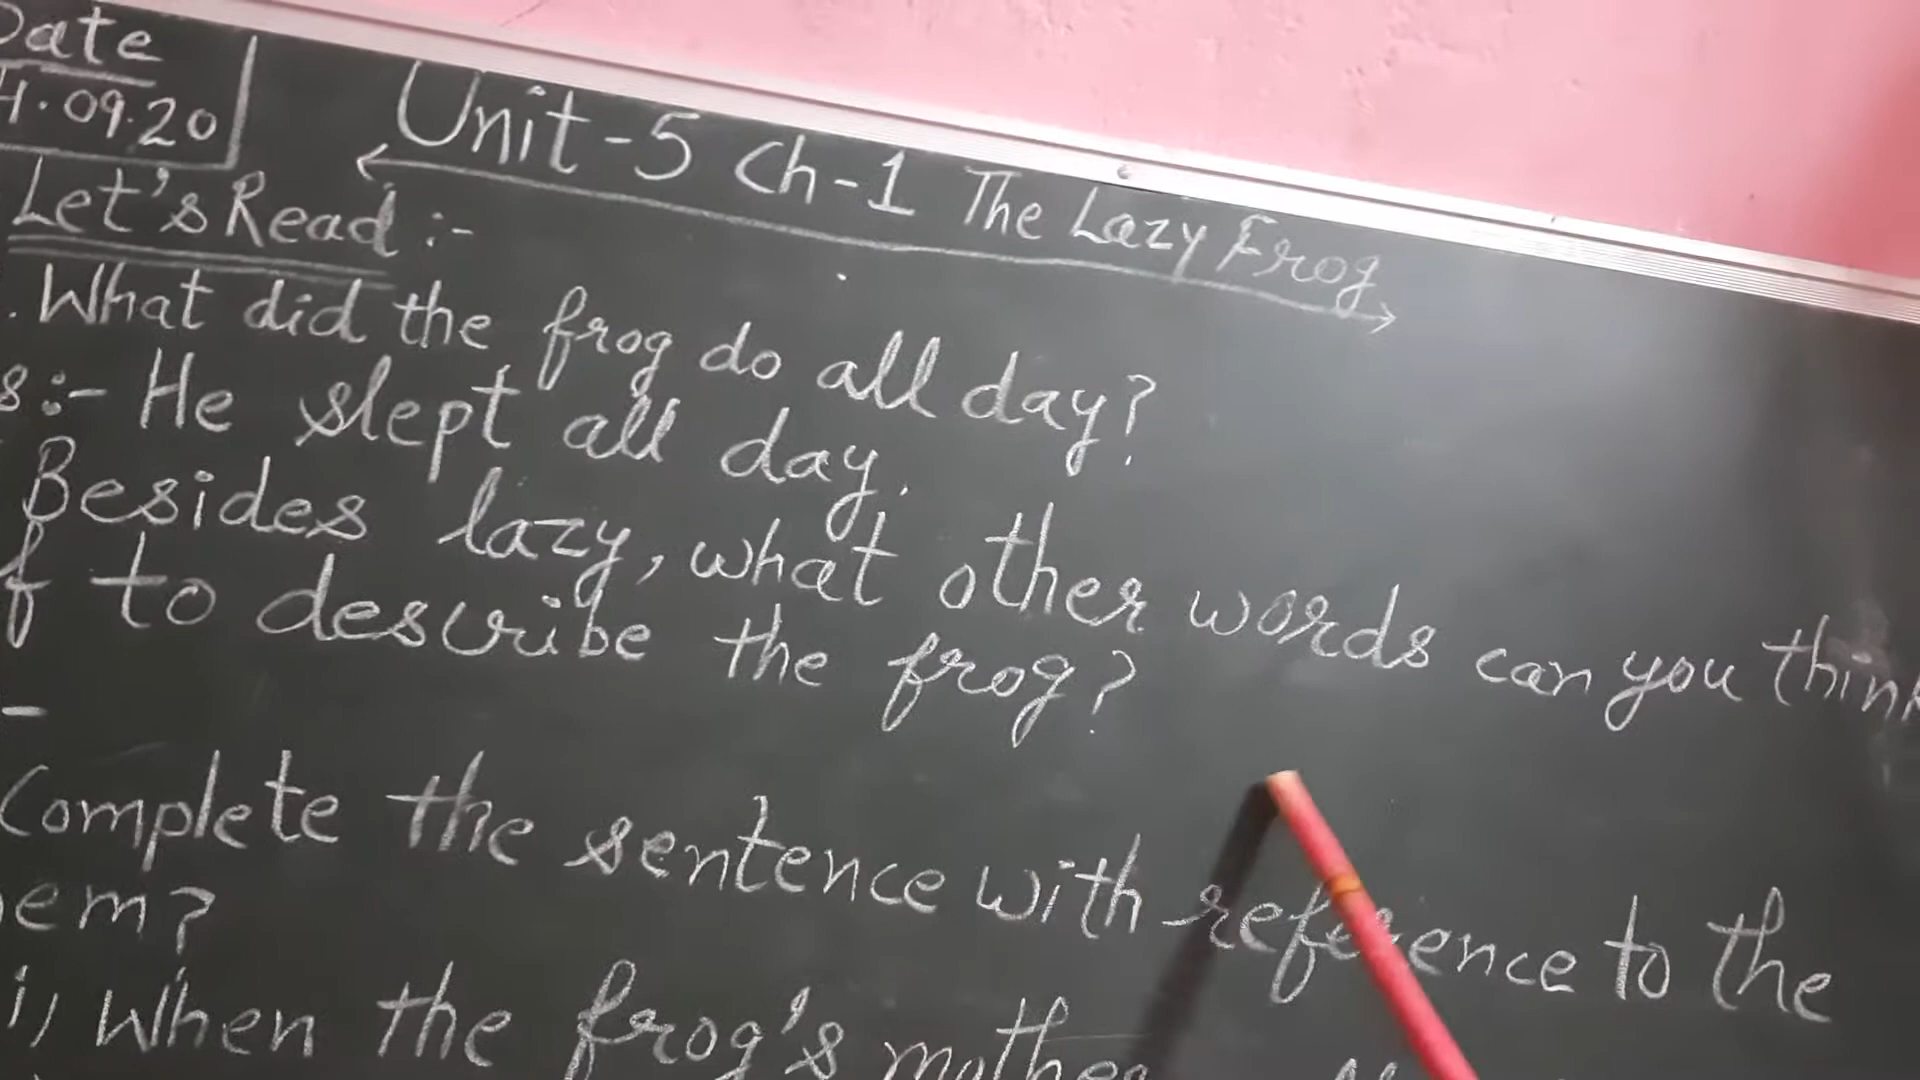 Date
4.09.20
Unit-5 Ch-1 The Lazy Frog
Let's Read :-
. What did the frog do all day?
s :- He slept all day.
Besides lazy, what other words can you think
f to describe the frog?
-
Complete the sentence with reference to the
em?
i) When the frog's mother